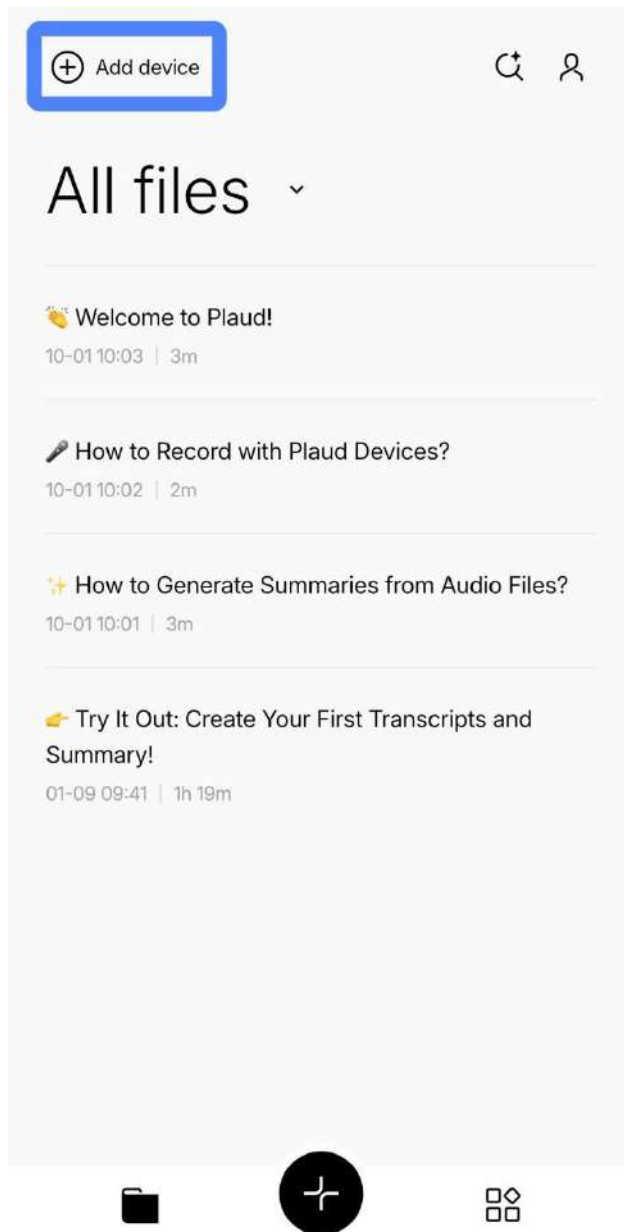 Add device
All files
👏 Welcome to Plaud!
10-01 10:03 | 3m
🎤 How to Record with Plaud Devices?
10-01 10:02 | 2m
✨ How to Generate Summaries from Audio Files?
10-01 10:01 | 3m
👉 Try It Out: Create Your First Transcripts and
Summary!
01-09 09:41 | 1h 19m